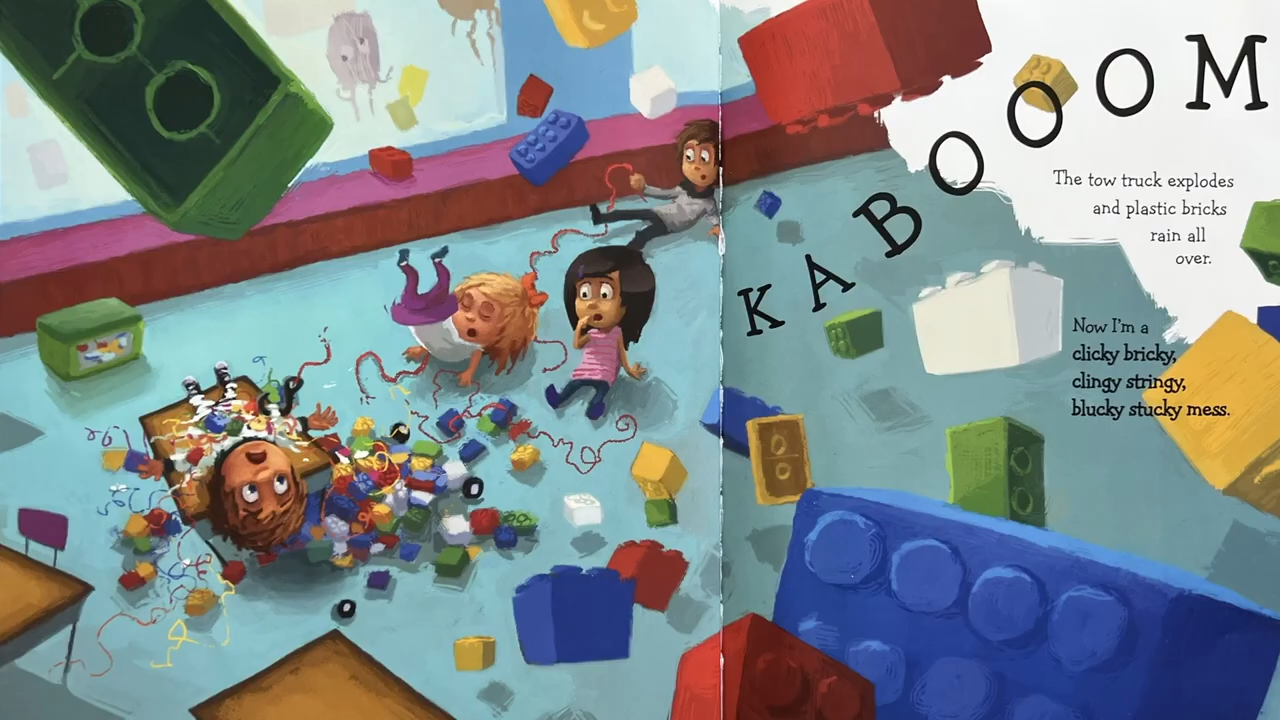 KABOOOM
The tow truck explodes
and plastic bricks
rain all
over.
Now I'm a
clicky bricky,
clingy stringy,
blucky stucky mess.